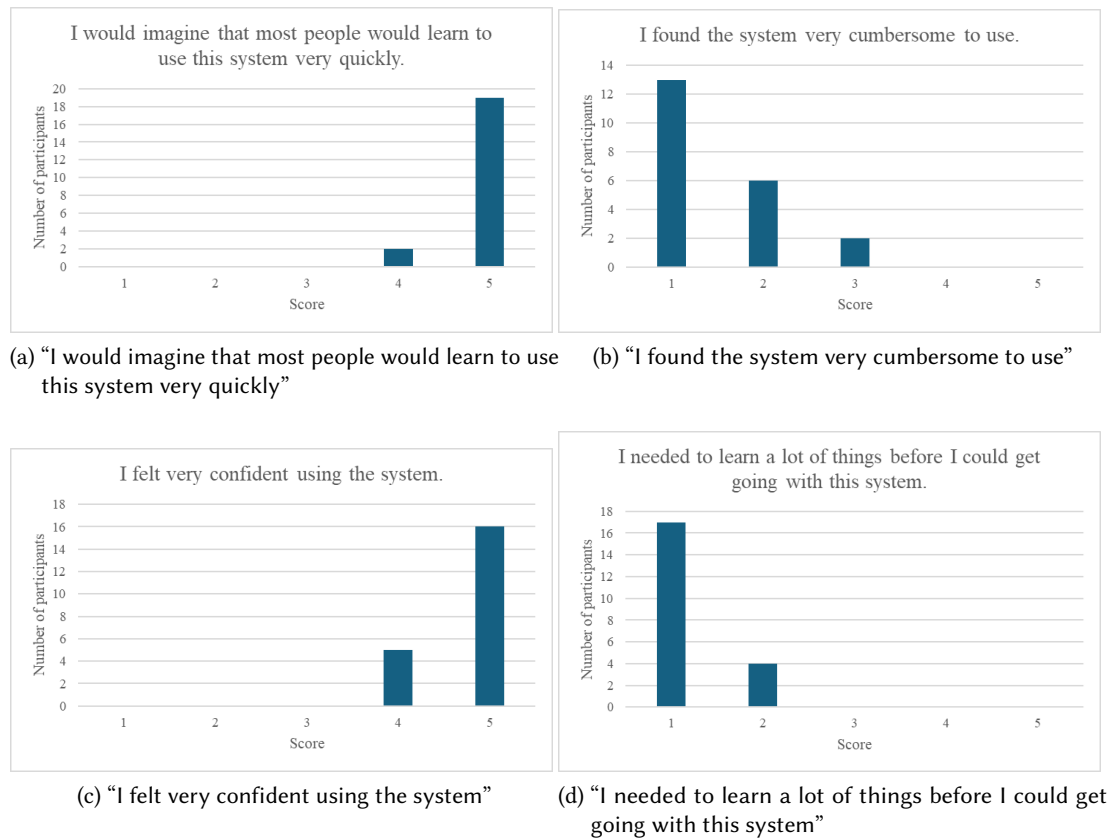 I would imagine that most people would learn to
use this system very quickly.
Number of participants
20
18
16
14
12
10
8
6
4
2
0
1 2 3 4 5
Score
(a) “I would imagine that most people would learn to use
this system very quickly”
I found the system very cumbersome to use.
Number of participants
14
12
10
8
6
4
2
0
1 2 3 4 5
Score
(b) “I found the system very cumbersome to use”
I felt very confident using the system.
Number of participants
18
16
14
12
10
8
6
4
2
0
1 2 3 4 5
Score
(c) “I felt very confident using the system”
I needed to learn a lot of things before I could get
going with this system.
Number of participants
18
16
14
12
10
8
6
4
2
0
1 2 3 4 5
Score
(d) “I needed to learn a lot of things before I could get
going with this system”